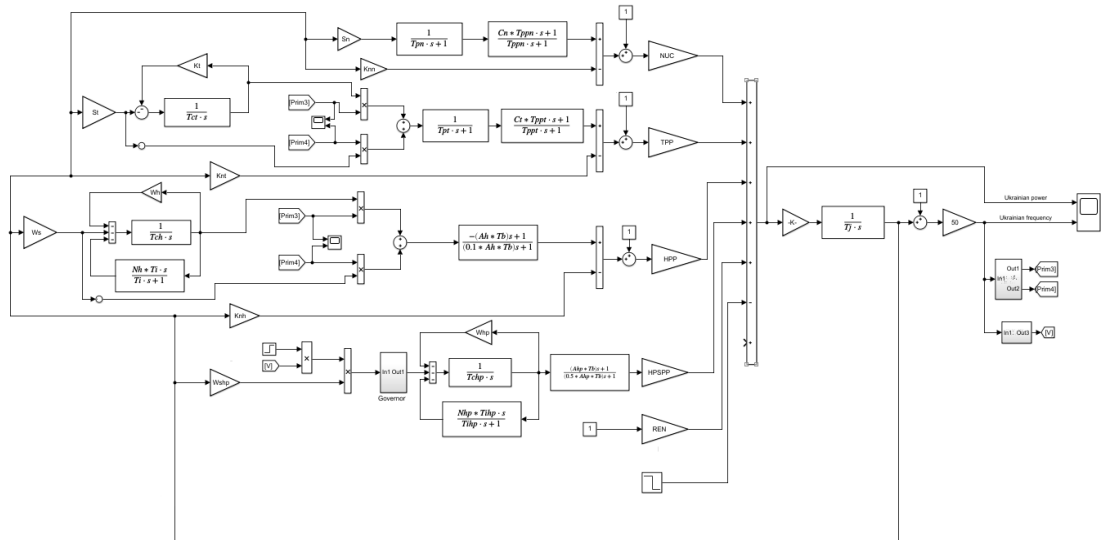 1
Sn
1
Tpn · s+1
Cn* Tppn · s+1
Tppn · s+1
NUC
Knn
Kt
St
1
Tct · s
[Prim3]
[Prim4]
1
Tpt · s+1
Ct* Tppt · s+1
Tppt · s+1
1
TPP
Knt
Wh
Ws
1
Tch · s
Nh* Ti · s
Ti · s+1
[Prim3]
[Prim4]
-(Ah* Tb)s+1
(0.1* Ah* Tb)s+1
1
HPP
Knh
[V]
Wshp
In1 Out1
Governor
Whp
1
Tchp · s
Nhp* Tihp · s
Tihp · s+1
(Ahp* Tb)s+1
(0.5* Ahp* Tb)s+1
HPSPP
1
REN
-K-
1
Tj · s
1
50
Ukrainian power
Ukrainian frequency
In1
Out1
Out2
[Prim3]
[Prim4]
In1
Out3
[V]